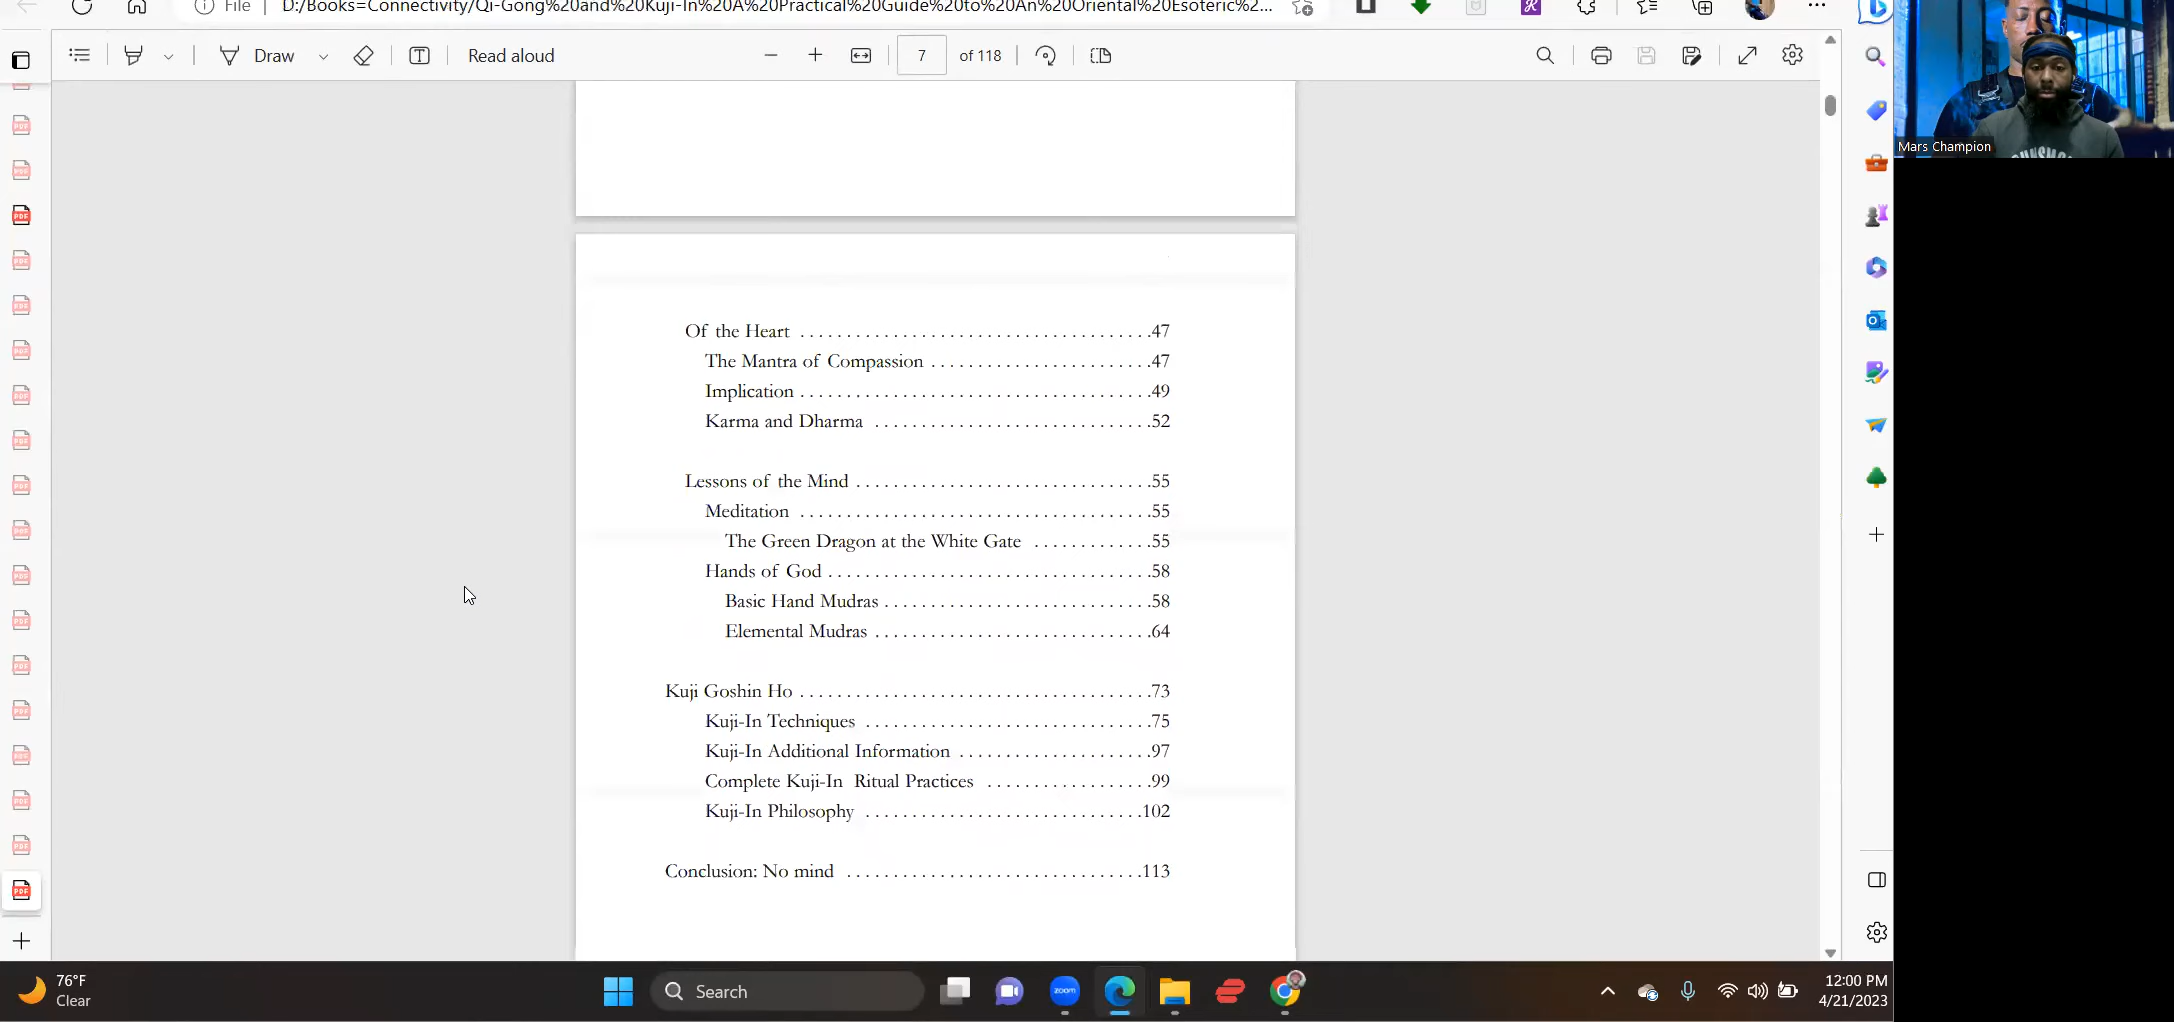 File
D:/Books=Connectivity/Qi-Gong%20and%20Kuji-In%20A%20Practical%20Guide%20to%20An%20Oriental%20Esoteric%2...
Draw
Read aloud
7 of 118
Of the Heart ......................................47
The Mantra of Compassion ........................47
Implication ......................................49
Karma and Dharma ..............................52
Lessons of the Mind ................................55
Meditation ......................................55
The Green Dragon at the White Gate .............55
Hands of God ...................................58
Basic Hand Mudras .............................58
Elemental Mudras ..............................64
Kuji Goshin Ho ......................................73
Kuji-In Techniques ...............................75
Kuji-In Additional Information .....................97
Complete Kuji-In Ritual Practices ..................99
Kuji-In Philosophy ..............................102
Conclusion: No mind ................................113
Mars Champion
76°F
Clear
Search
zoom
12:00 PM
4/21/2023